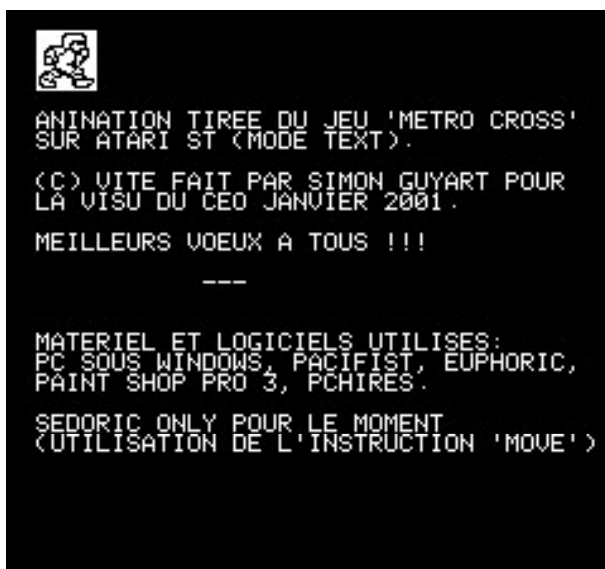 ANINATION TIREE DU JEU 'METRO CROSS'
SUR ATARI ST (MODE TEXT).
(C) VITE FAIT PAR SIMON GUYART POUR
LA VISU DU CEO JANVIER 2001.
MEILLEURS VOEUX A TOUS !!!
---
MATERIEL ET LOGICIELS UTILISES:
PC SOUS WINDOWS, PACIFIST, EUPHORIC,
PAINT SHOP PRO 3, PCHIRES.
SEDORIC ONLY POUR LE MOMENT
(UTILISATION DE L'INSTRUCTION 'MOVE')